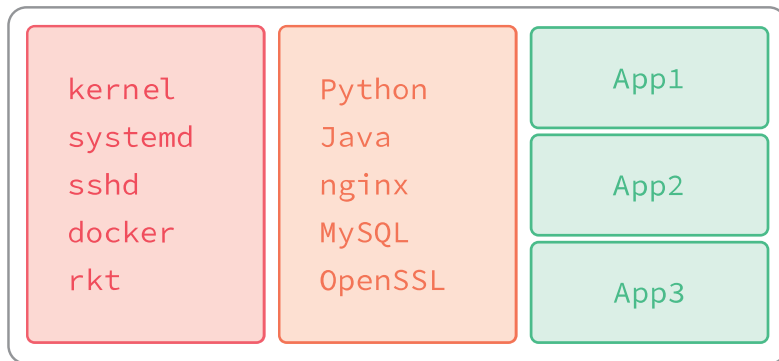 kernel
systemd
sshd
docker
rkt
Python
Java
nginx
MySQL
OpenSSL
App1
App2
App3